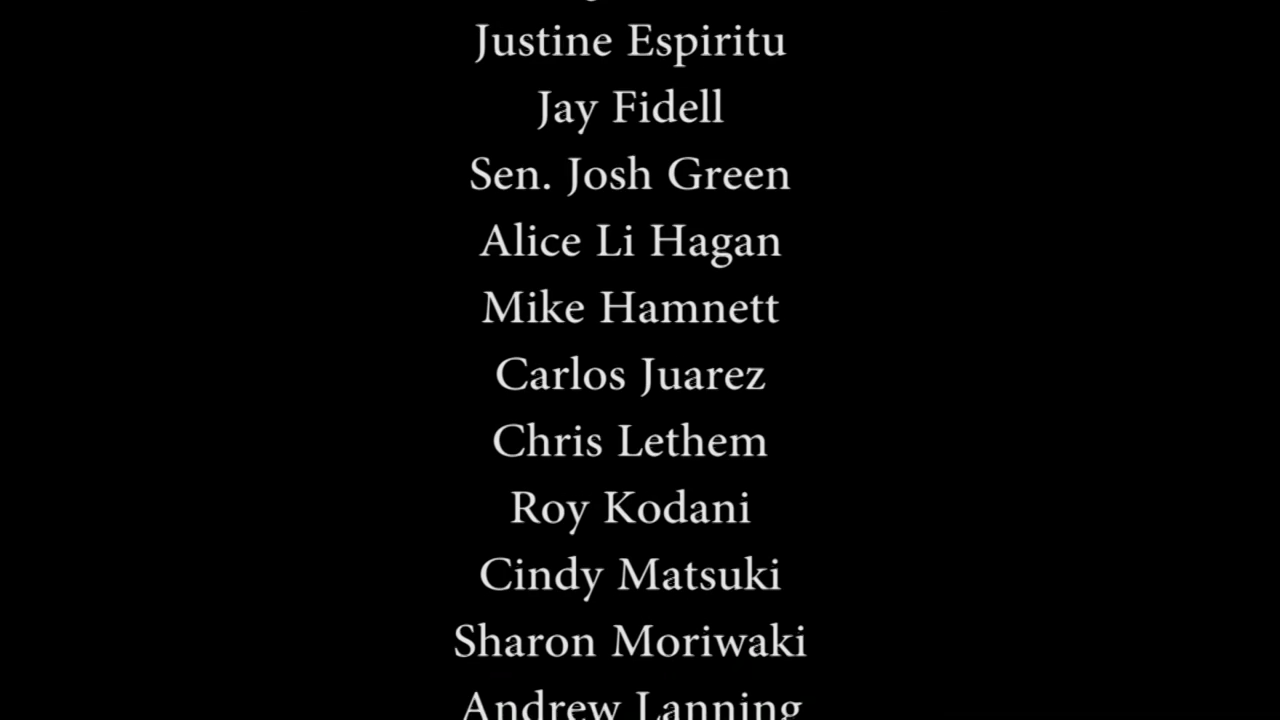 Justine Espiritu
Jay Fidell
Sen. Josh Green
Alice Li Hagan
Mike Hamnett
Carlos Juarez
Chris Lethem
Roy Kodani
Cindy Matsuki
Sharon Moriwaki
Andrew Lanning